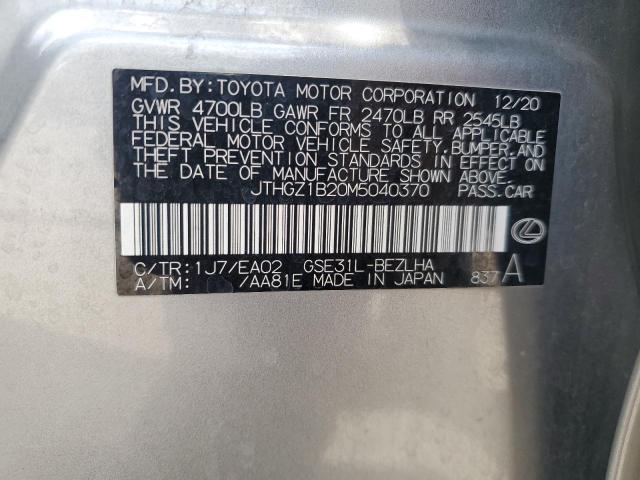 MFD.BY:TOYOTA MOTOR CORPORATION 12/20
GVWR 4700LB GAWR FR 2470LB RR 2545LB
THIS VEHICLE CONFORMS TO ALL APPLICABLE
FEDERAL MOTOR VEHICLE SAFETY,BUMPER,AND
THEFT PREVENTION STANDARDS IN EFFECT ON
THE DATE OF MANUFACTURE SHOWN ABOVE.
JTHGZ1B20M5040370 PASS.CAR
C/TR:1J7/EA02 GSE31L-BEZLHA
A/TM: /AA81E MADE IN JAPAN 837 A